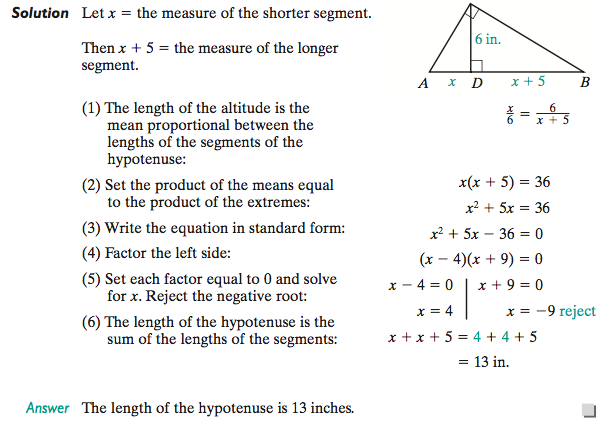 Solution Let x = the measure of the shorter segment.
Then x + 5 = the measure of the longer
segment.
6 in.
A x D x + 5 B
(1) The length of the altitude is the
mean proportional between the
lengths of the segments of the
hypotenuse:
x/6 = 6/(x + 5)
(2) Set the product of the means equal
to the product of the extremes:
x(x + 5) = 36
x² + 5x = 36
(3) Write the equation in standard form:
x² + 5x − 36 = 0
(4) Factor the left side:
(x − 4)(x + 9) = 0
(5) Set each factor equal to 0 and solve
for x. Reject the negative root:
x − 4 = 0 | x + 9 = 0
x = 4 | x = −9 reject
(6) The length of the hypotenuse is the
sum of the lengths of the segments:
x + x + 5 = 4 + 4 + 5
= 13 in.
Answer The length of the hypotenuse is 13 inches.